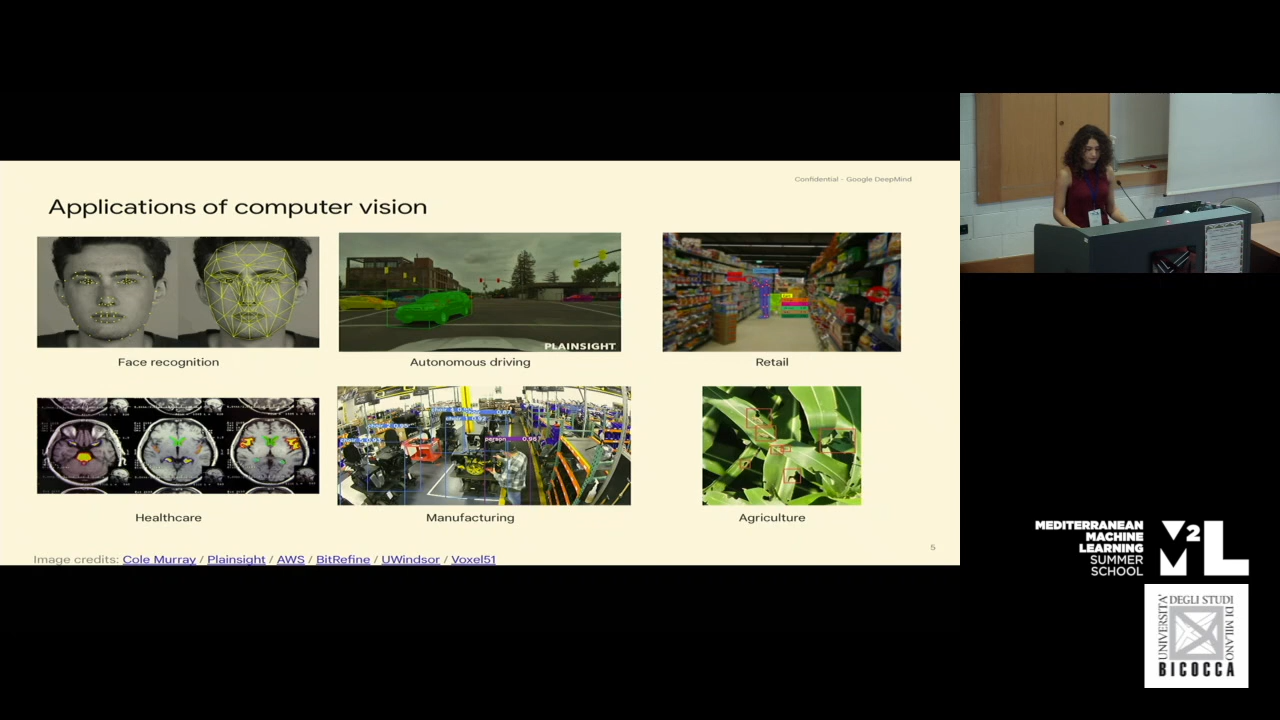 Confidential - Google DeepMind
Applications of computer vision
PLAINSIGHT
Face recognition
Autonomous driving
Retail
Healthcare
Manufacturing
Agriculture
5
Image credits: Cole Murray / Plainsight / AWS / BitRefine / UWindsor / Voxel51
MEDITERRANEAN
MACHINE
LEARNING
SUMMER
SCHOOL
M2L
UNIVERSITÀ
DEGLI STUDI
DI MILANO
BICOCCA